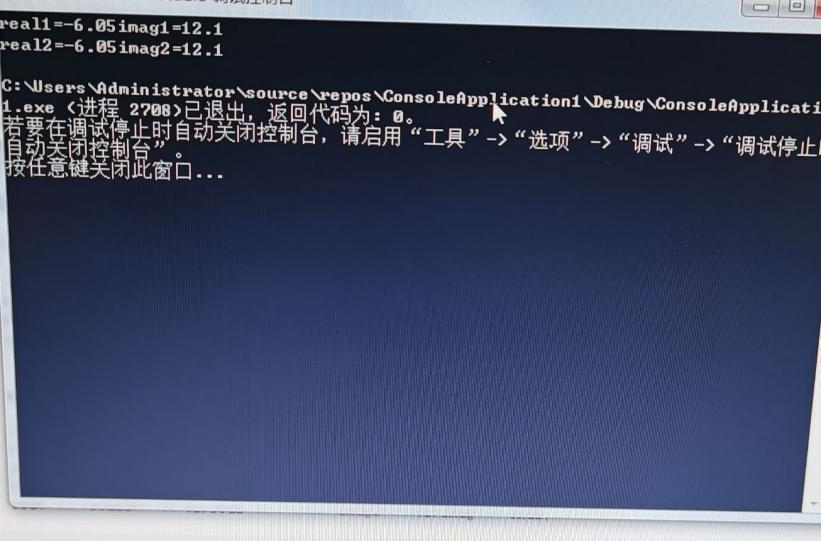 real1=-6.05imag1=12.1
real2=-6.05imag2=12.1
C:\Users\Administrator\source\repos\ConsoleApplication1\Debug\ConsoleApplicati
1.exe (进程 2708)已退出，返回代码为: 0。
若要在调试停止时自动关闭控制台，请启用“工具”->“选项”->“调试”->“调试停止
自动关闭控制台”。
按任意键关闭此窗口...